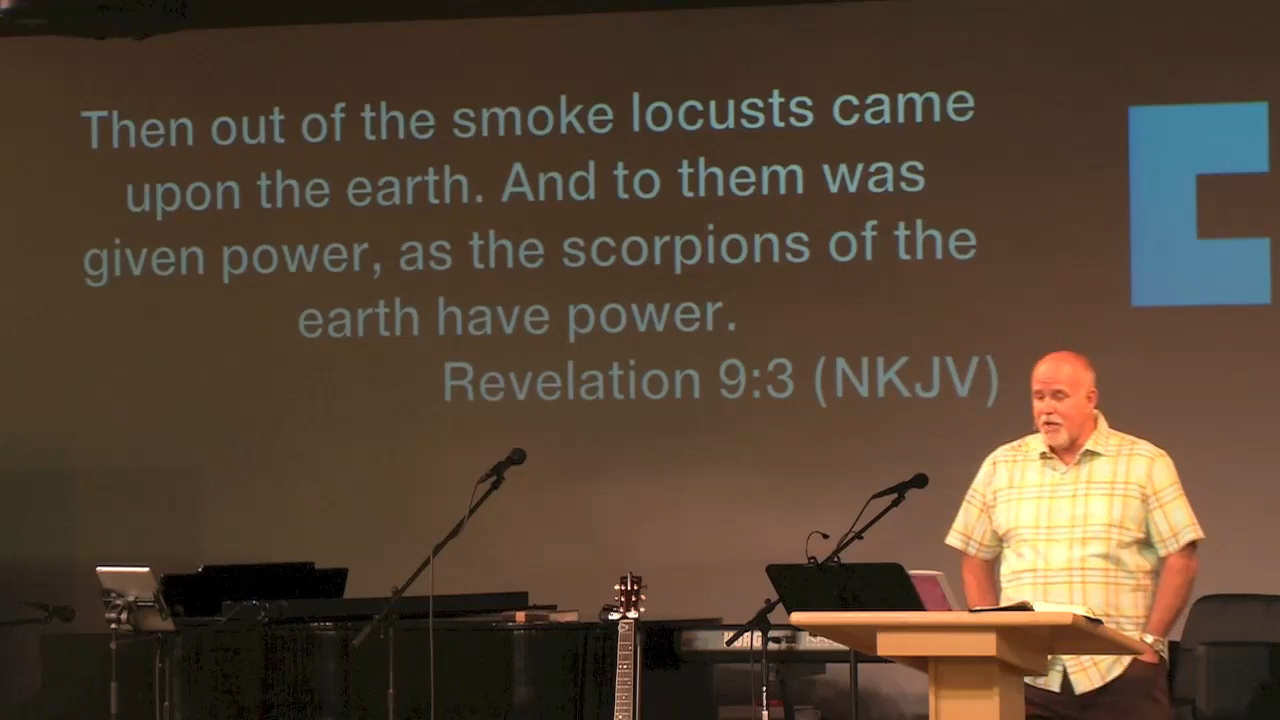 Then out of the smoke locusts came
upon the earth. And to them was
given power, as the scorpions of the
earth have power.
Revelation 9:3 (NKJV)